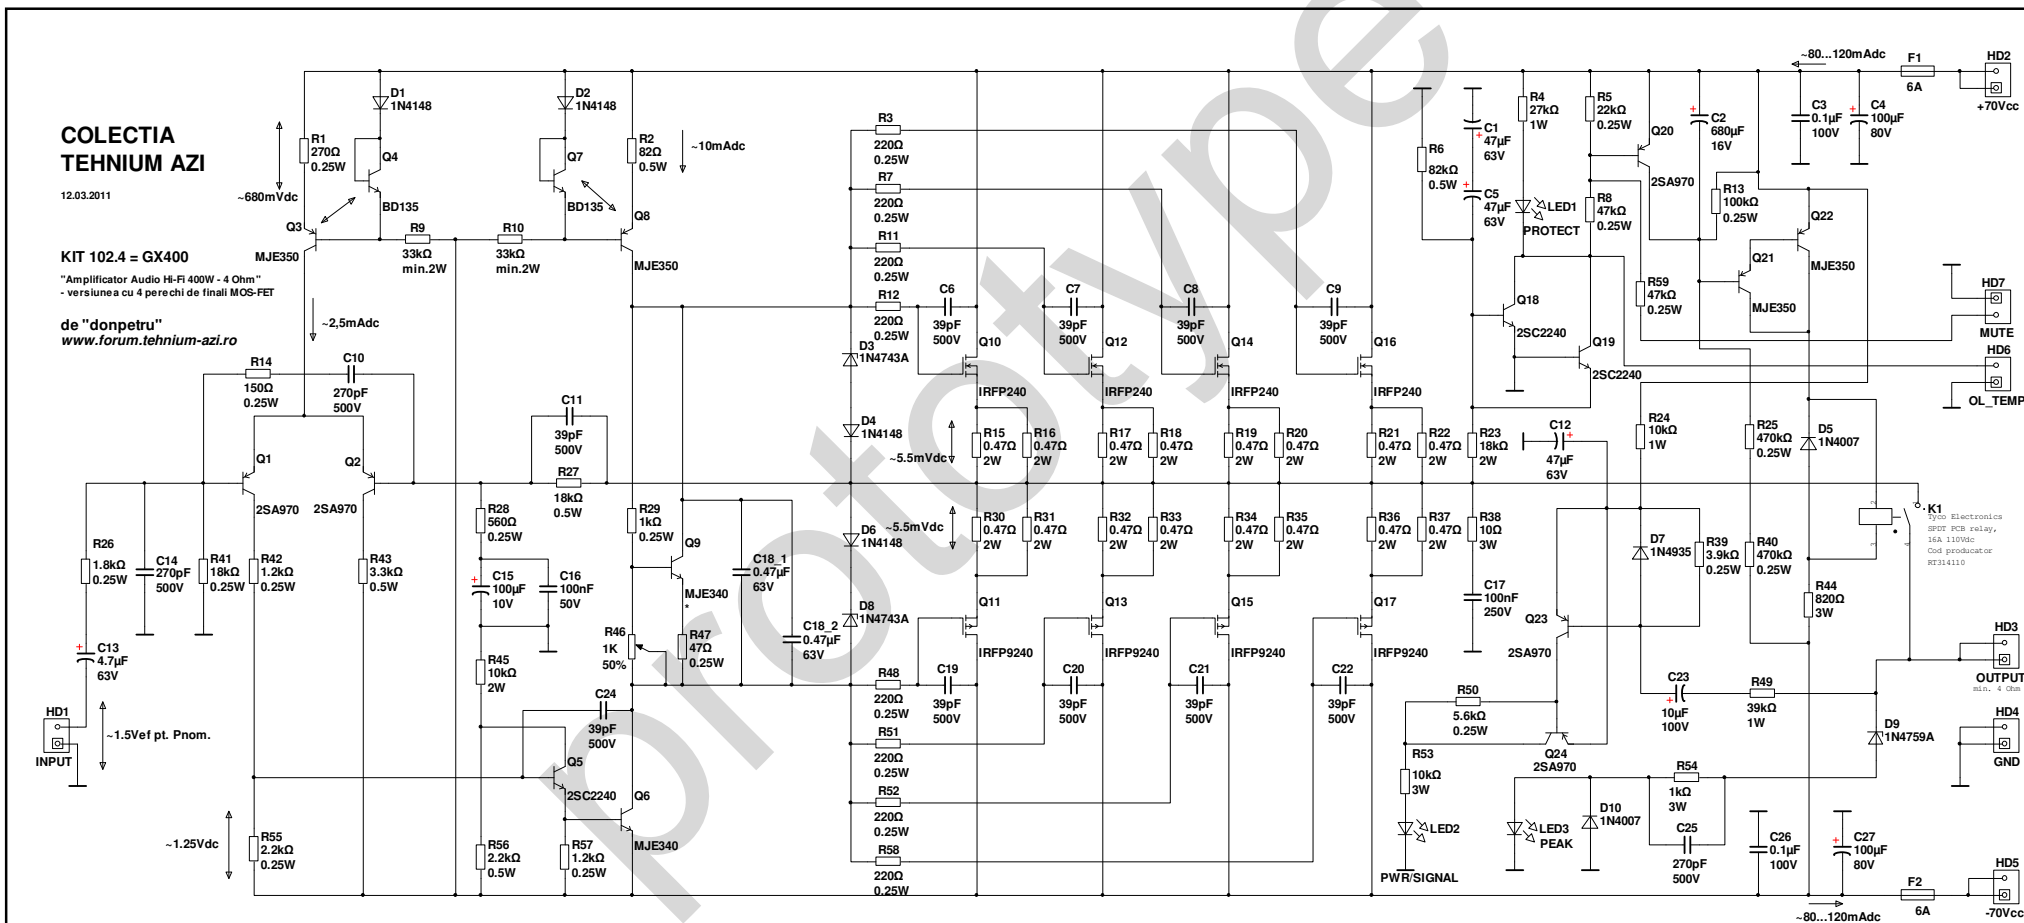 COLECTIA
TEHNIUM AZI
12.03.2011
KIT 102.4 = GX400
"Amplificator Audio Hi-Fi 400W - 4 Ohm"
- versiunea cu 4 perechi de finali MOS-FET
de "donpetru"
www.forum.tehnium-azi.ro
prototype
~680mVdc
R1
270Ω
0.25W
D1
1N4148
Q4
BD135
D2
1N4148
Q7
BD135
R2
82Ω
0.5W
~10mAdc
Q3
MJE350
R9
33kΩ
min.2W
R10
33kΩ
min.2W
Q8
MJE350
~2,5mAdc
R14
150Ω
0.25W
C10
270pF
500V
C11
39pF
500V
R27
18kΩ
0.5W
Q1
2SA970
Q2
2SA970
R26
1.8kΩ
0.25W
C14
270pF
500V
R41
18kΩ
0.25W
R42
1.2kΩ
0.25W
R43
3.3kΩ
0.5W
R28
560Ω
0.25W
C15
100µF
10V
C16
100nF
50V
R29
1kΩ
0.25W
Q9
MJE340
*
C18_1
0.47µF
63V
C18_2
0.47µF
63V
R46
1K
50%
R47
47Ω
0.25W
R45
10kΩ
2W
C24
39pF
500V
C13
4.7µF
63V
HD1
INPUT
~1.5Vef pt. Pnom.
Q5
2SC2240
Q6
MJE340
~1.25Vdc
R55
2.2kΩ
0.25W
R56
2.2kΩ
0.5W
R57
1.2kΩ
0.25W
R3
220Ω
0.25W
R7
220Ω
0.25W
R11
220Ω
0.25W
R12
220Ω
0.25W
D3
1N4743A
D4
1N4148
D6
1N4148
D8
1N4743A
C6
39pF
500V
C7
39pF
500V
C8
39pF
500V
C9
39pF
500V
Q10
IRFP240
Q12
IRFP240
Q14
IRFP240
Q16
IRFP240
~5.5mVdc
R15
0.47Ω
2W
R16
0.47Ω
2W
R17
0.47Ω
2W
R18
0.47Ω
2W
R19
0.47Ω
2W
R20
0.47Ω
2W
R21
0.47Ω
2W
R22
0.47Ω
2W
R23
18kΩ
2W
~5.5mVdc
R30
0.47Ω
2W
R31
0.47Ω
2W
R32
0.47Ω
2W
R33
0.47Ω
2W
R34
0.47Ω
2W
R35
0.47Ω
2W
R36
0.47Ω
2W
R37
0.47Ω
2W
R38
10Ω
3W
C17
100nF
250V
Q11
IRFP9240
Q13
IRFP9240
Q15
IRFP9240
Q17
IRFP9240
C19
39pF
500V
C20
39pF
500V
C21
39pF
500V
C22
39pF
500V
R48
220Ω
0.25W
R51
220Ω
0.25W
R52
220Ω
0.25W
R58
220Ω
0.25W
R6
82kΩ
0.5W
C1
47µF
63V
C5
47µF
63V
R4
27kΩ
1W
LED1
PROTECT
R5
22kΩ
0.25W
R8
47kΩ
0.25W
Q20
2SA970
C2
680µF
16V
R13
100kΩ
0.25W
Q22
MJE350
Q21
MJE350
R59
47kΩ
0.25W
Q18
2SC2240
Q19
2SC2240
~80...120mAdc
C3
0.1µF
100V
C4
100µF
80V
F1
6A
HD2
+70Vcc
HD7
MUTE
HD6
OL_TEMP
C12
47µF
63V
R24
10kΩ
1W
R25
470kΩ
0.25W
D5
1N4007
D7
1N4935
R39
3.9kΩ
0.25W
R40
470kΩ
0.25W
R44
820Ω
3W
2
1
3
4
K1
Tyco Electronics
SPDT PCB relay,
16A 110Vdc
Cod producator
RT314110
Q23
2SA970
C23
10µF
100V
R49
39kΩ
1W
HD3
OUTPUT
min. 4 Ohm
HD4
GND
D9
1N4759A
R50
5.6kΩ
0.25W
Q24
2SA970
R53
10kΩ
3W
LED2
PWR/SIGNAL
LED3
PEAK
D10
1N4007
R54
1kΩ
3W
C25
270pF
500V
C26
0.1µF
100V
C27
100µF
80V
~80...120mAdc
F2
6A
HD5
-70Vcc